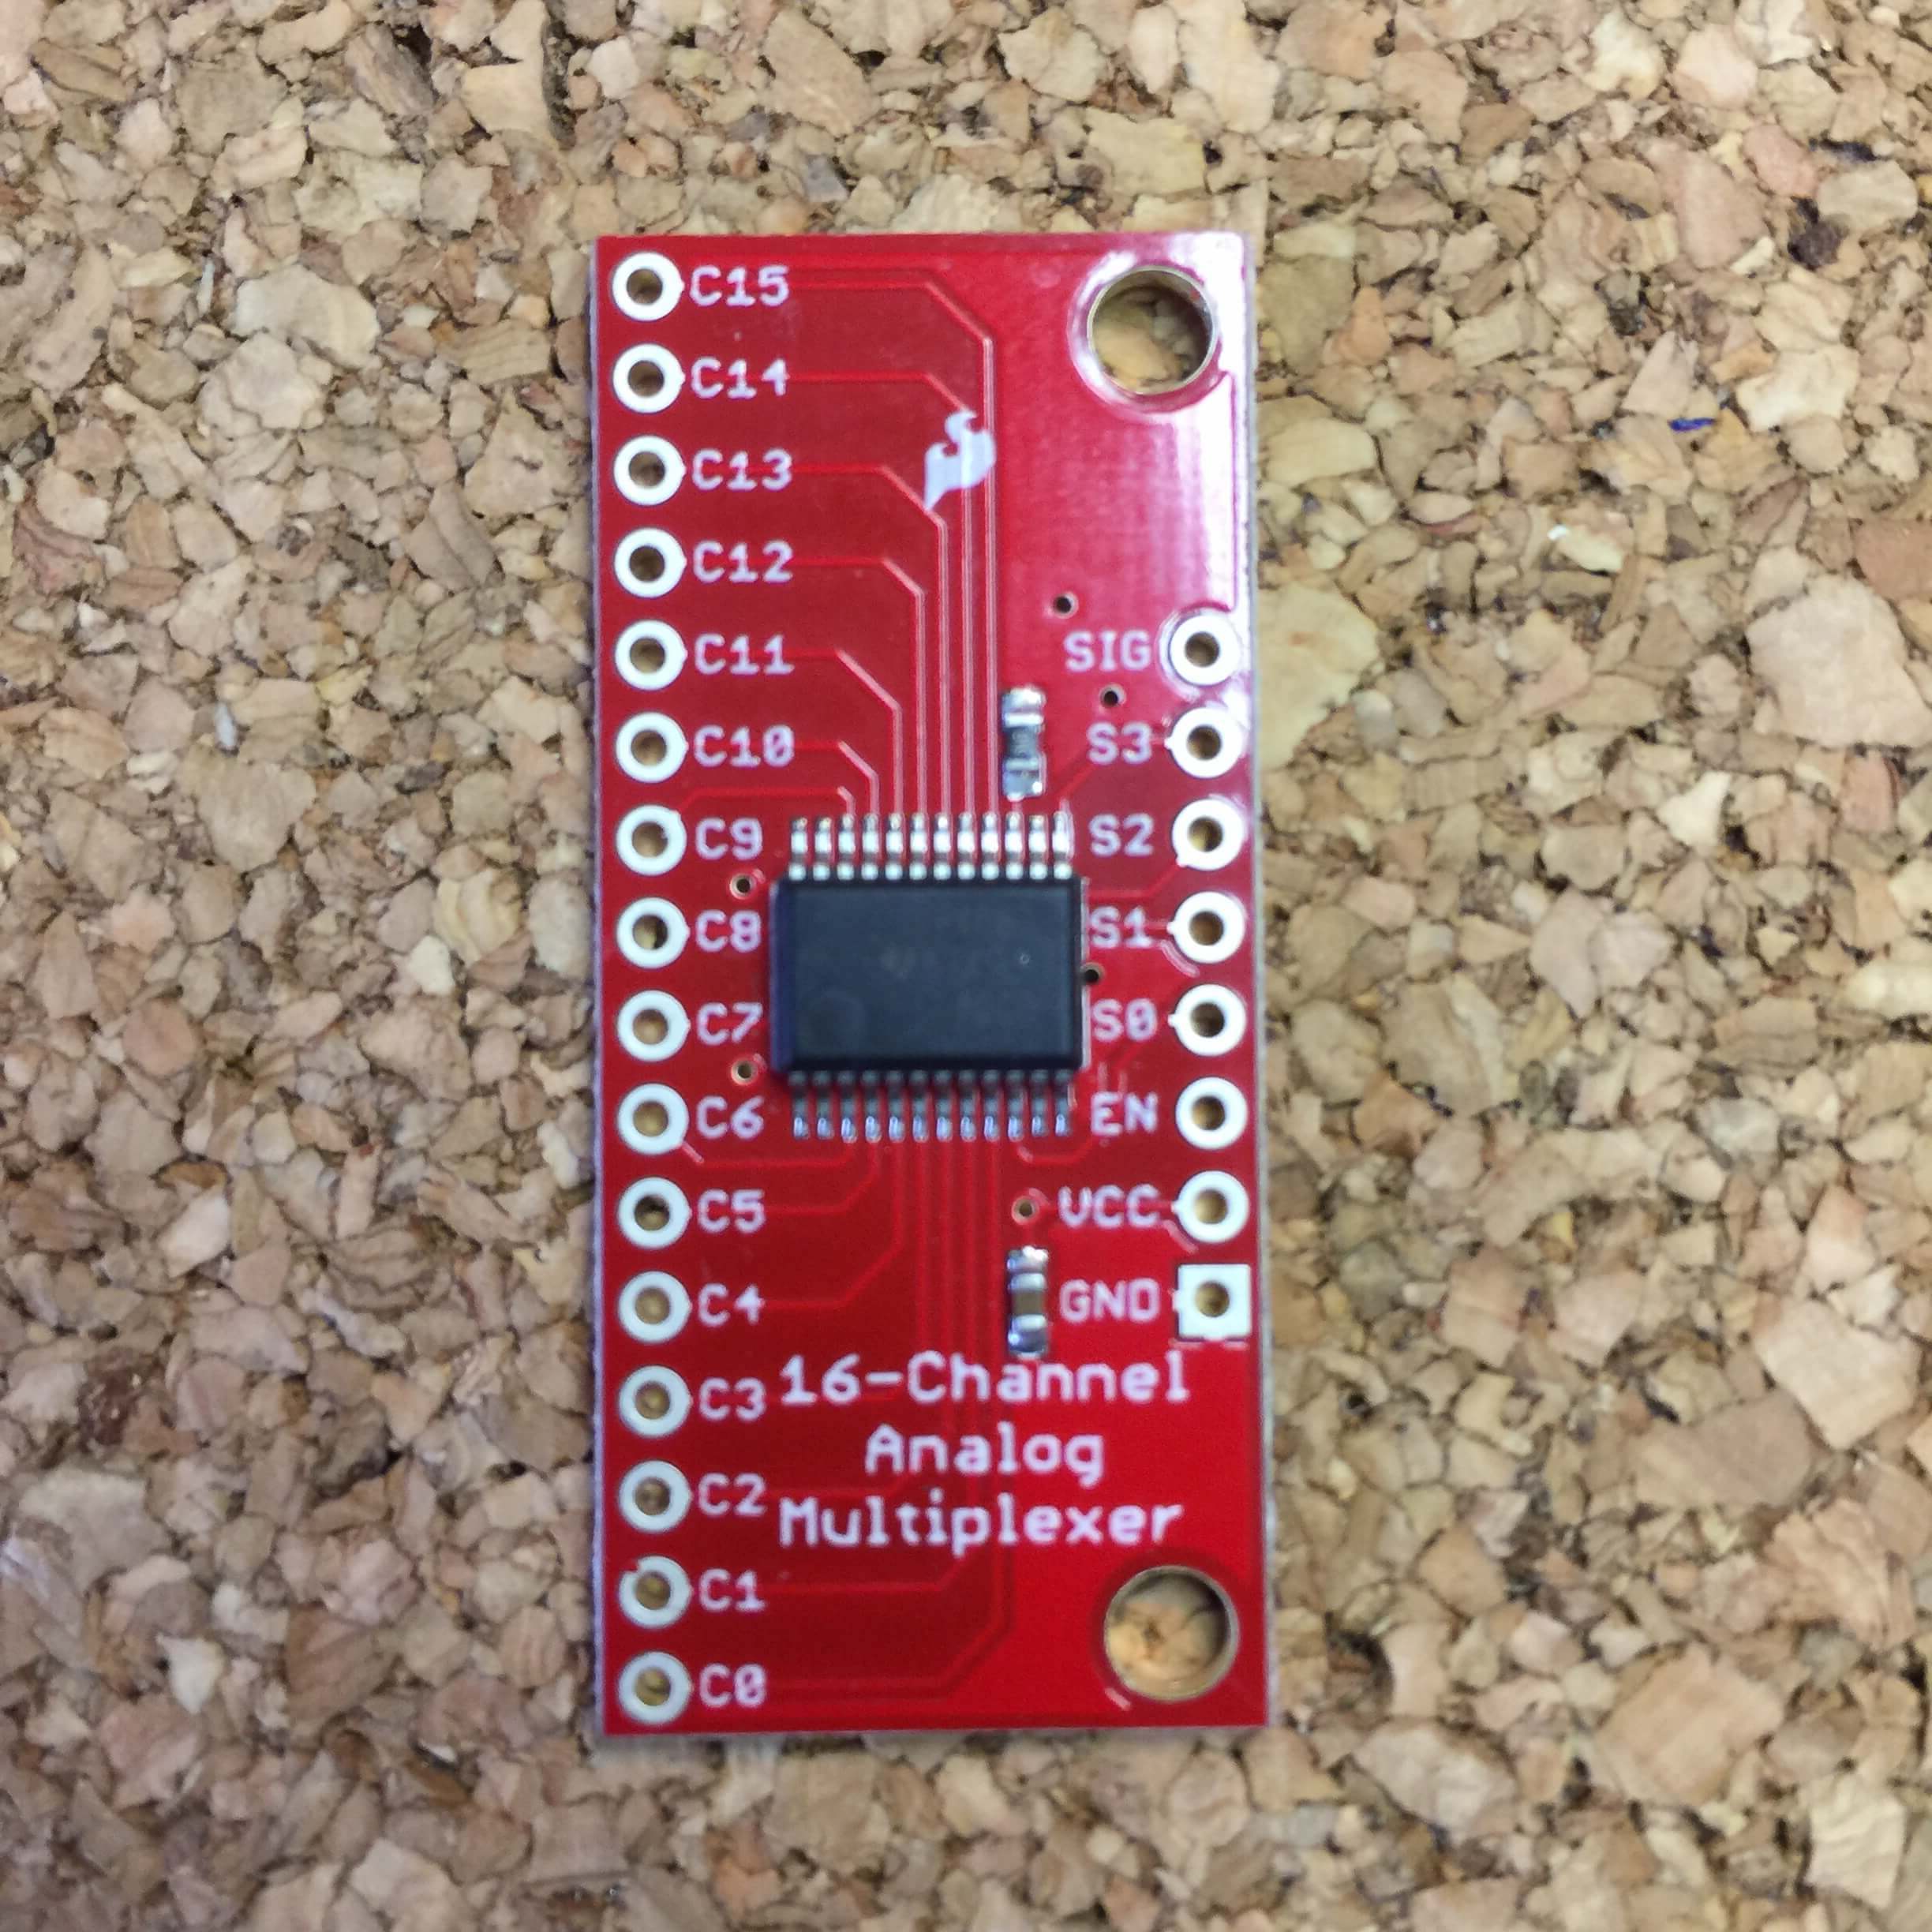 C15
C14
C13
C12
C11
C10
C9
C8
C7
C6
C5
C4
C3
C2
C1
C0
SIG
S3
S2
S1
S0
EN
VCC
GND
16-Channel
Analog
Multiplexer